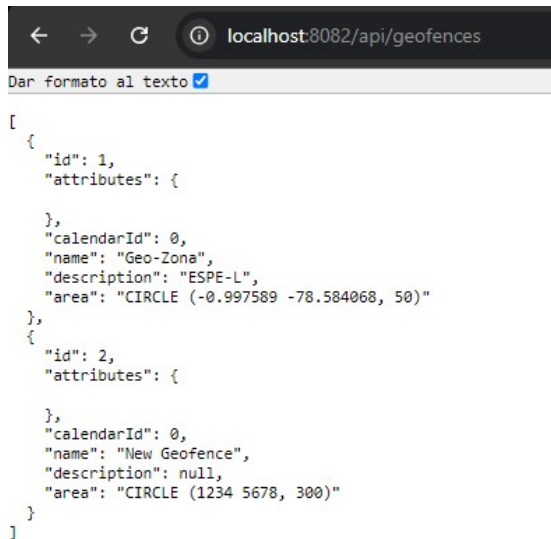 localhost:8082/api/geofences
Dar formato al texto
[
  {
    "id": 1,
    "attributes": {

    },
    "calendarId": 0,
    "name": "Geo-Zona",
    "description": "ESPE-L",
    "area": "CIRCLE (-0.997589 -78.584068, 50)"
  },
  {
    "id": 2,
    "attributes": {

    },
    "calendarId": 0,
    "name": "New Geofence",
    "description": null,
    "area": "CIRCLE (1234 5678, 300)"
  }
]